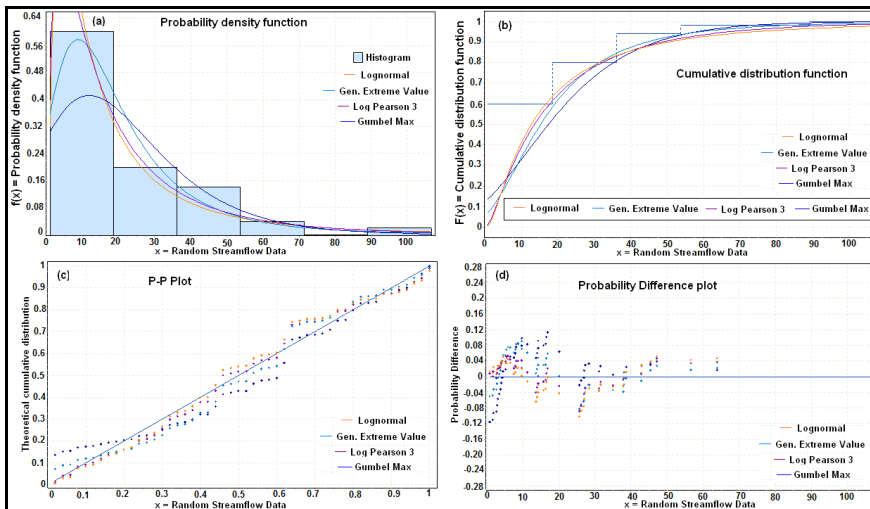 (a)
Probability density function
f(x) = Probability density function
0.64
0.56
0.48
0.4
0.32
0.24
0.16
0.08
0
Histogram
Lognormal
Gen. Extreme Value
Log Pearson 3
Gumbel Max
0 10 20 30 40 50 60 70 80 90 100
x = Random Streamflow Data
(b)
F(x) = Cumulative distribution function
1
0.9
0.8
0.7
0.6
0.5
0.4
0.3
0.2
0.1
0
Cumulative distribution function
Lognormal
Gen. Extreme Value
Log Pearson 3
Gumbel Max
Lognormal Gen. Extreme Value Log Pearson 3 Gumbel Max
0 10 20 30 40 50 60 70 80 90 100
x = Random Streamflow Data
(c)
P-P Plot
Theoretical cumulative distribution
1.0
0.9
0.8
0.7
0.6
0.5
0.4
0.3
0.2
0.1
0
Lognormal
Gen. Extreme Value
Log Pearson 3
Gumbel Max
0 0.1 0.2 0.3 0.4 0.5 0.6 0.7 0.8 0.9 1
x = Random Streamflow Data
(d)
Probability Difference plot
Probability Difference
0.28
0.24
0.20
0.16
0.12
0.08
0.04
0
-0.04
-0.08
-0.12
-0.16
-0.20
-0.24
-0.28
Lognormal
Gen. Extreme Value
Log Pearson 3
Gumbel Max
0 10 20 30 40 50 60 70 80 90 100
x = Random Streamflow Data